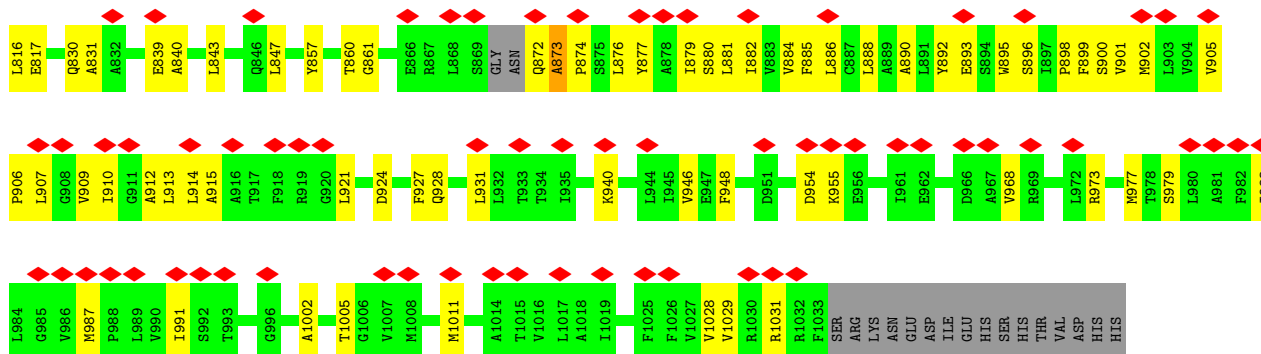 L816 E817 Q830 A831 A832 E839 A840 L843 Q846 L847 Y857 T860 G861 E866 R867 L868 S869 GLY ASN Q872 A873 P874 S875 L876 Y877 A878 I879 S880 L881 I882 V883 V884 F885 L886 C887 L888 A889 A890 L891 Y892 E893 S894 W895 S896 I897 P898 F899 S900 V901 M902 L903 V904 V905
P906 L907 G908 V909 I910 G911 A912 L913 L914 A915 A916 T917 F918 R919 G920 L921 D924 F927 Q928 L931 L932 T933 T934 I935 K940 L944 I945 V946 E947 F948 D951 D954 K955 E956 I961 E962 D966 A967 V968 R969 L972 R973 M977 T978 S979 L980 A981 F982
L984 G985 V986 M987 P988 L989 V990 I991 S992 T993 G996 A1002 T1005 G1006 V1007 M1008 M1011 A1014 T1015 V1016 L1017 A1018 I1019 F1025 F1026 V1027 V1028 V1029 R1030 R1031 R1032 F1033 SER ARG LYS ASN GLU ASP ILE GLU HIS SER HIS THR VAL ASP HIS HIS